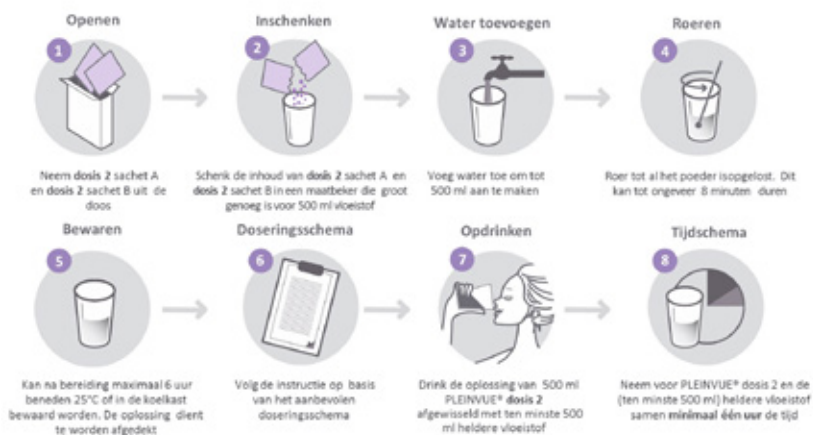 Openen
Inschenken
Water toevoegen
Roeren
1
2
3
4
Neem dosis 2 sachet A
en dosis 2 sachet B uit de
doos
Schenk de inhoud van dosis 2 sachet A en
dosis 2 sachet B in een maatbeker die groot
genoeg is voor 500 ml vloeistof
Voeg water toe om tot
500 ml aan te maken
Roer tot al het poeder isopgelost. Dit
kan tot ongeveer 8 minuten duren
Bewaren
Doseringsschema
Opdrinken
Tijdschema
5
6
7
8
Kan na bereiding maximaal 6 uur
beneden 25°C of in de koelkast
bewaard worden. De oplossing dient
te worden afgedekt
Volg de instructie op basis
van het aanbevolen
doseringsschema
Drink de oplossing van 500 ml
PLEINVUE® dosis 2
afgewisseld met ten minste 500
ml heldere vloeistof
Neem voor PLEINVUE® dosis 2 en de
(ten minste 500 ml) heldere vloeistof
samen minimaal één uur de tijd